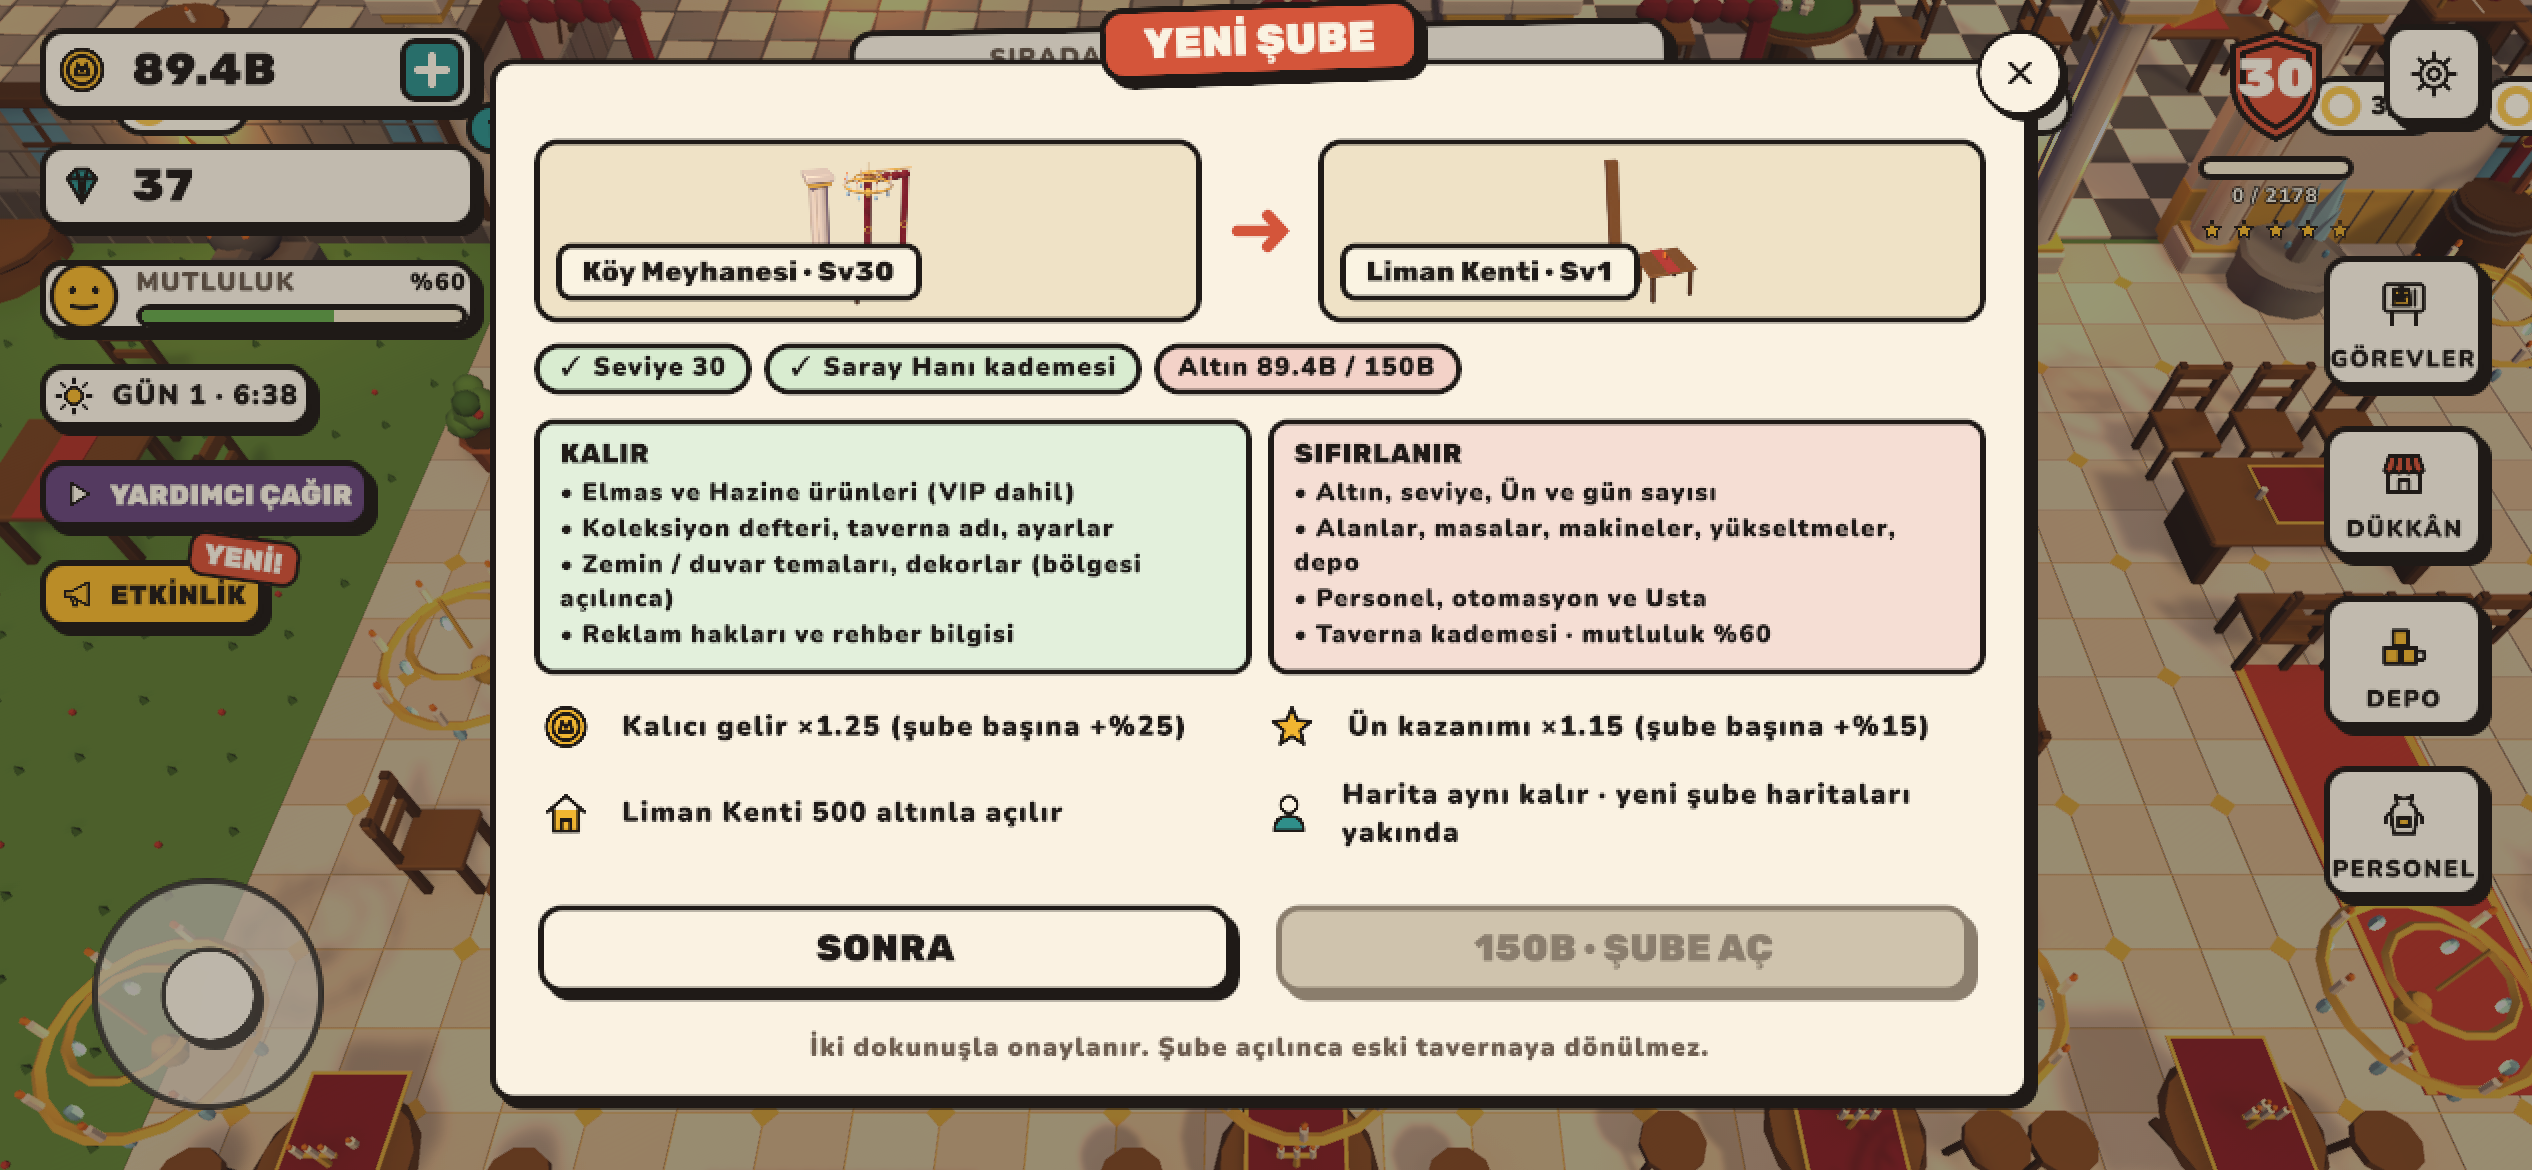 YENİ ŞUBE
SIRADA
89.4B
37
MUTLULUK %60
GÜN 1 · 6:38
YARDIMCI ÇAĞIR
YENİ!
ETKİNLİK
30
0 / 2178
GÖREVLER
DÜKKÂN
DEPO
PERSONEL
Köy Meyhanesi · Sv30
Liman Kenti · Sv1
✓ Seviye 30
✓ Saray Hanı kademesi
Altın 89.4B / 150B
KALIR
• Elmas ve Hazine ürünleri (VIP dahil)
• Koleksiyon defteri, taverna adı, ayarlar
• Zemin / duvar temaları, dekorlar (bölgesi
açılınca)
• Reklam hakları ve rehber bilgisi
SIFIRLANIR
• Altın, seviye, Ün ve gün sayısı
• Alanlar, masalar, makineler, yükseltmeler,
depo
• Personel, otomasyon ve Usta
• Taverna kademesi · mutluluk %60
Kalıcı gelir ×1.25 (şube başına +%25)
Ün kazanımı ×1.15 (şube başına +%15)
Liman Kenti 500 altınla açılır
Harita aynı kalır · yeni şube haritaları
yakında
SONRA
150B · ŞUBE AÇ
İki dokunuşla onaylanır. Şube açılınca eski tavernaya dönülmez.